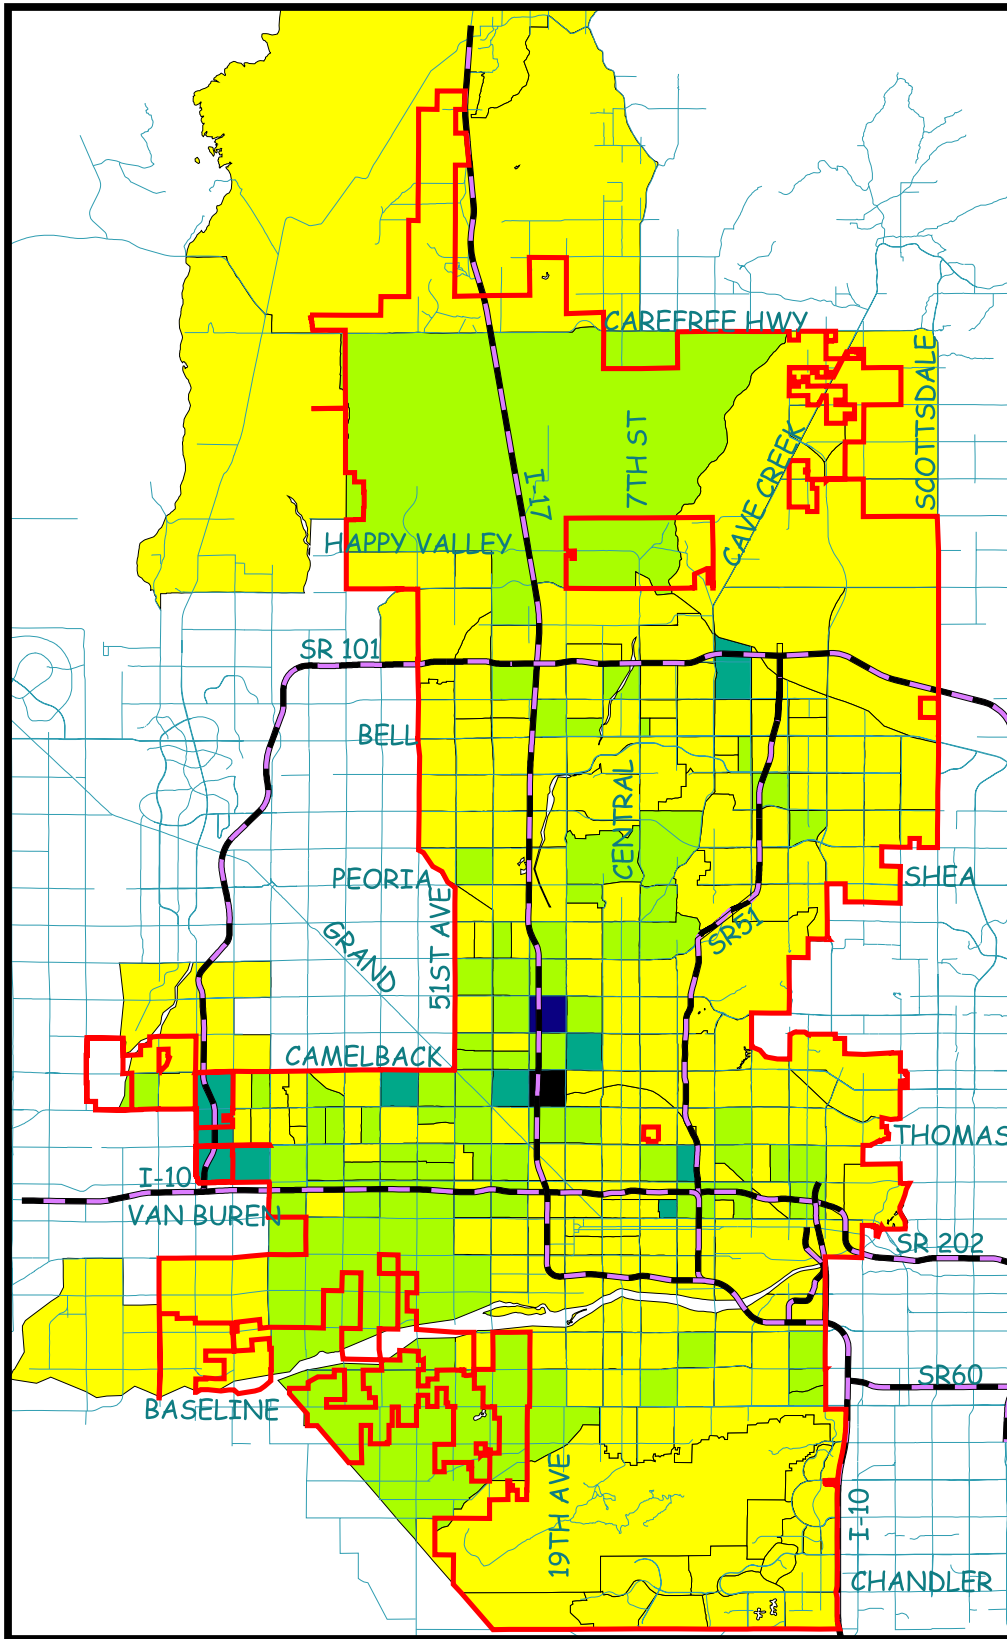 CAREFREE HWY
SCOTTSDALE
7TH ST
CAVE CREEK
I-17
HAPPY VALLEY
SR 101
BELL
CENTRAL
PEORIA
SHEA
51ST AVE
GRAND
SR51
CAMELBACK
THOMAS
I-10
VAN BUREN
SR 202
SR60
BASELINE
19TH AVE
I-10
CHANDLER